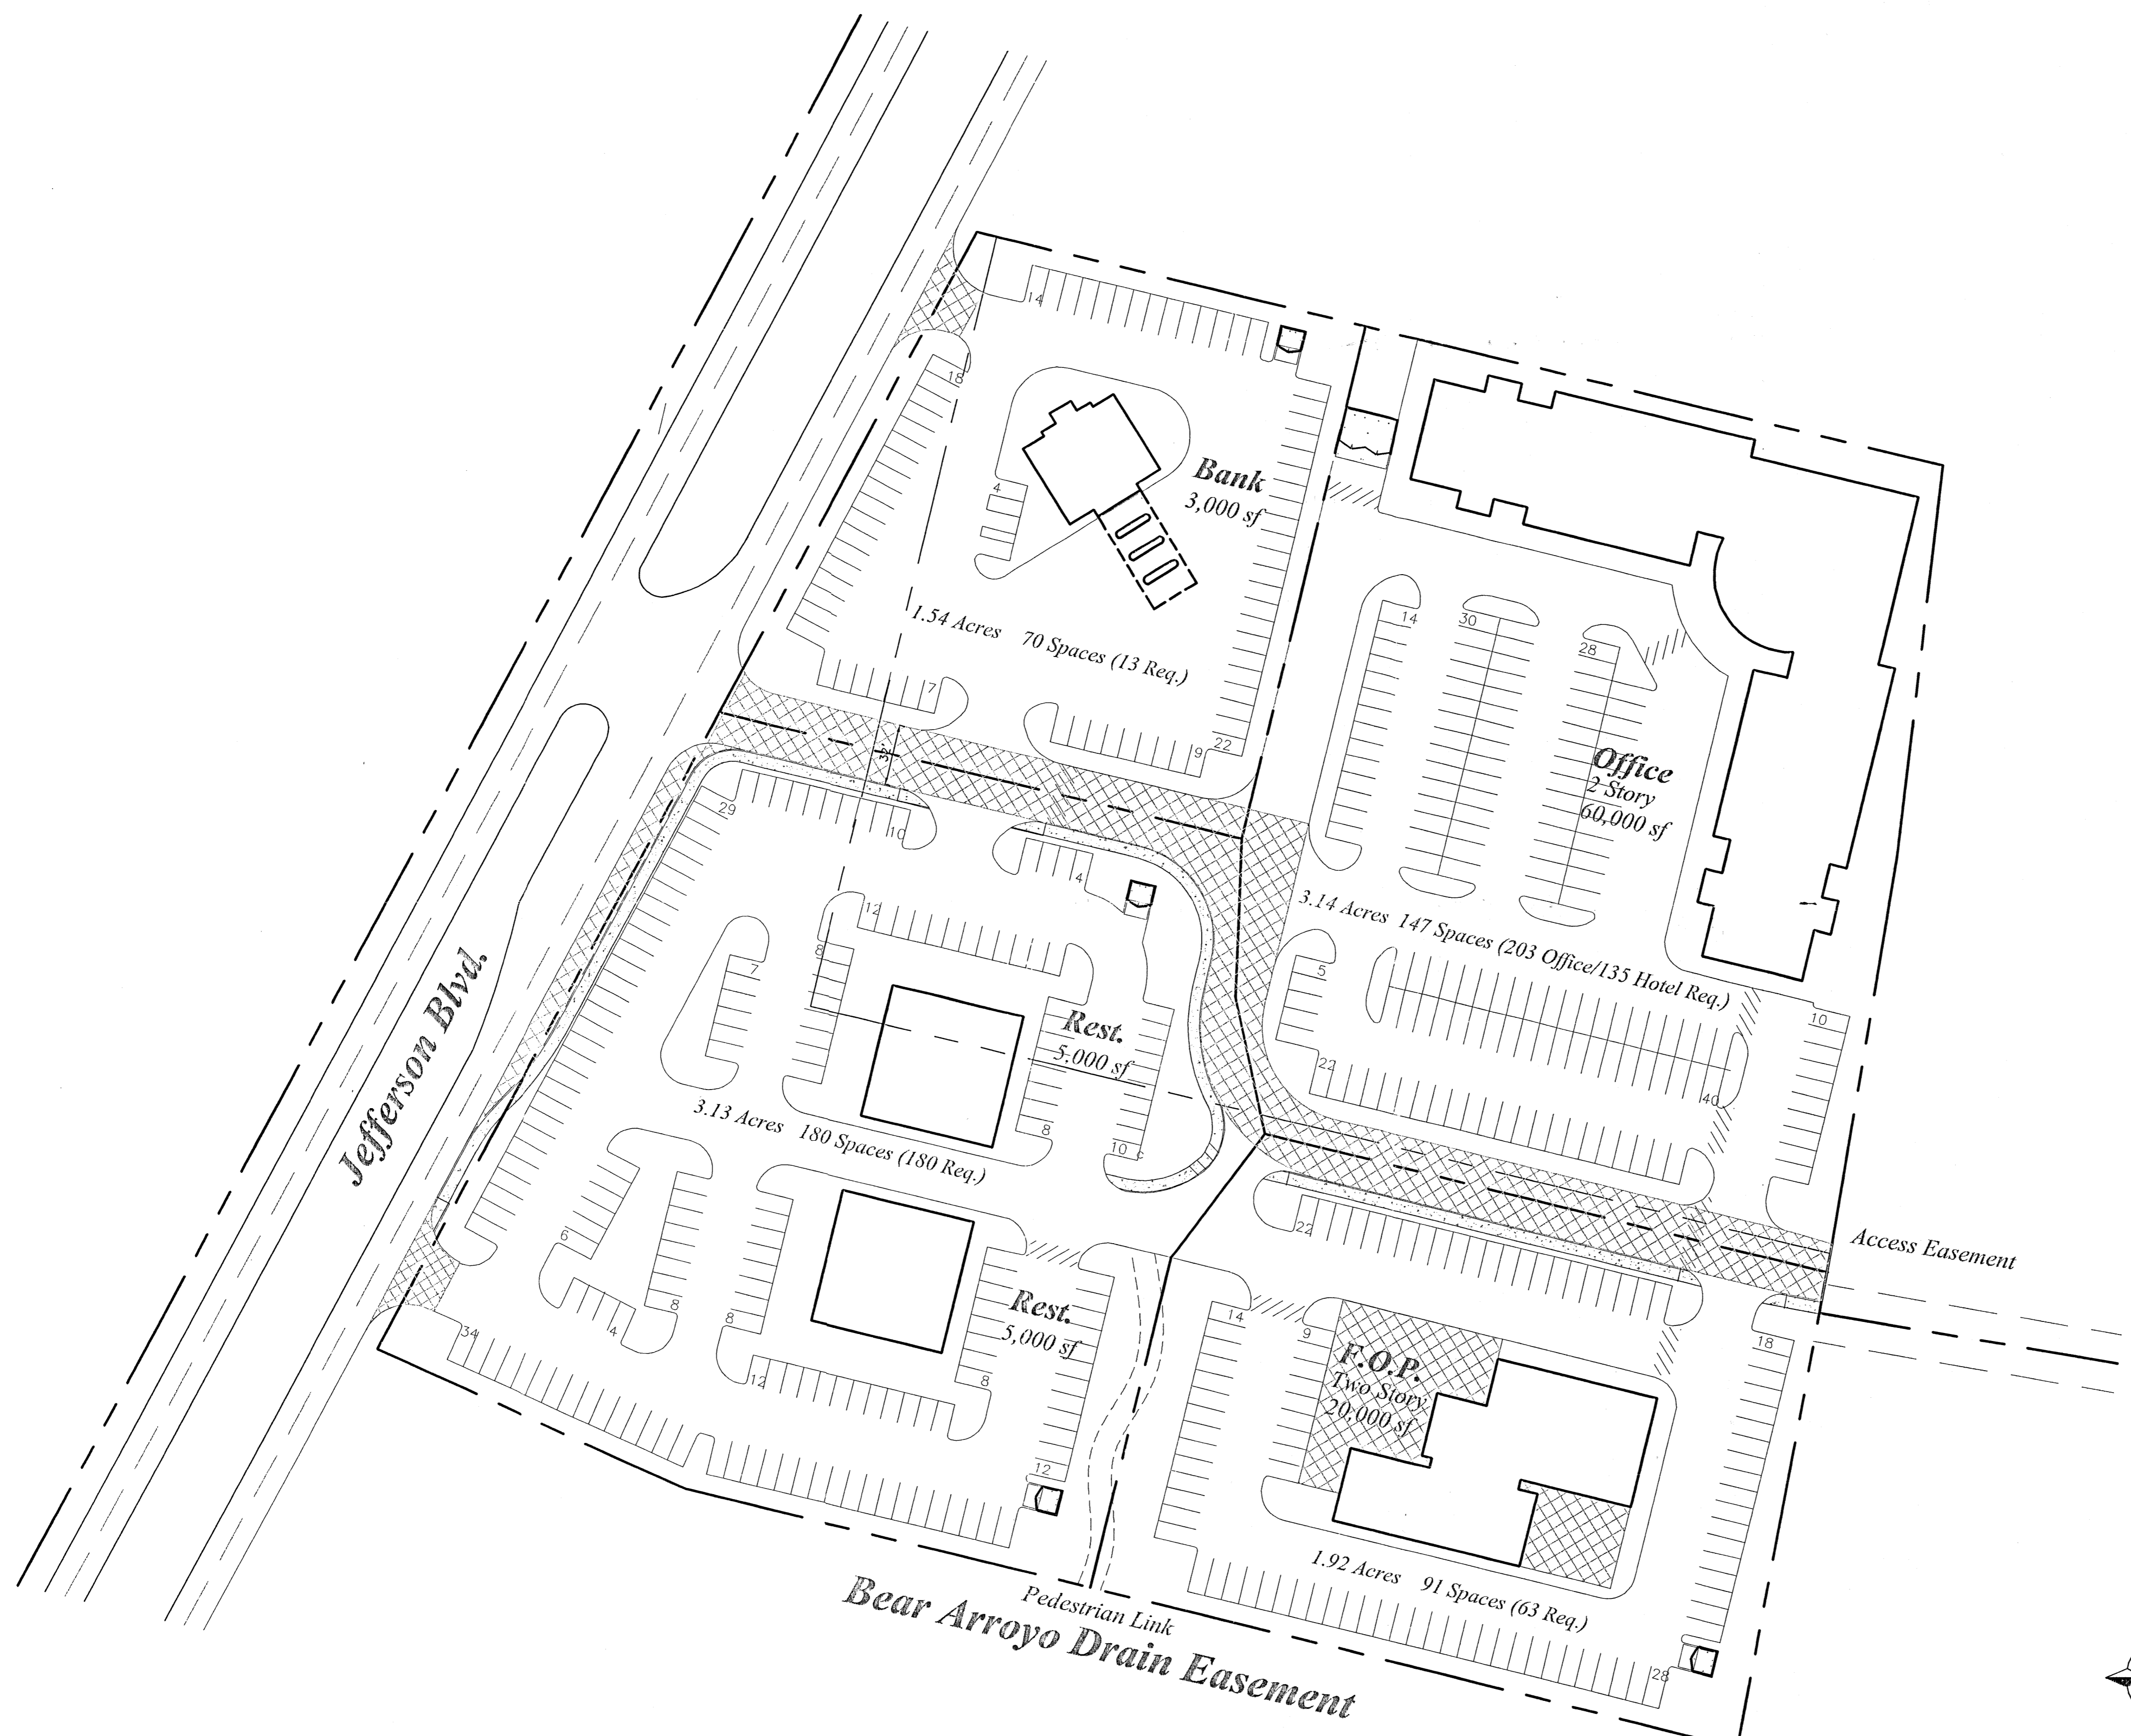 14
18
4
Bank
3,000 sf
1.54 Acres 70 Spaces (13 Req.)
7
9
22
32'
14
30
28
Office
2 Story
60,000 sf
3.14 Acres 147 Spaces (203 Office/135 Hotel Req.)
5
22
40
10
29
10
4
12
8
7
Rest.
5,000 sf
8
10
3.13 Acres 180 Spaces (180 Req.)
Jefferson Blvd.
6
4
8
8
34
12
Rest.
5,000 sf
8
12
22
Access Easement
14
9
F.O.P.
Two Story
20,000 sf
18
1.92 Acres 91 Spaces (63 Req.)
28
Pedestrian Link
Bear Arroyo Drain Easement